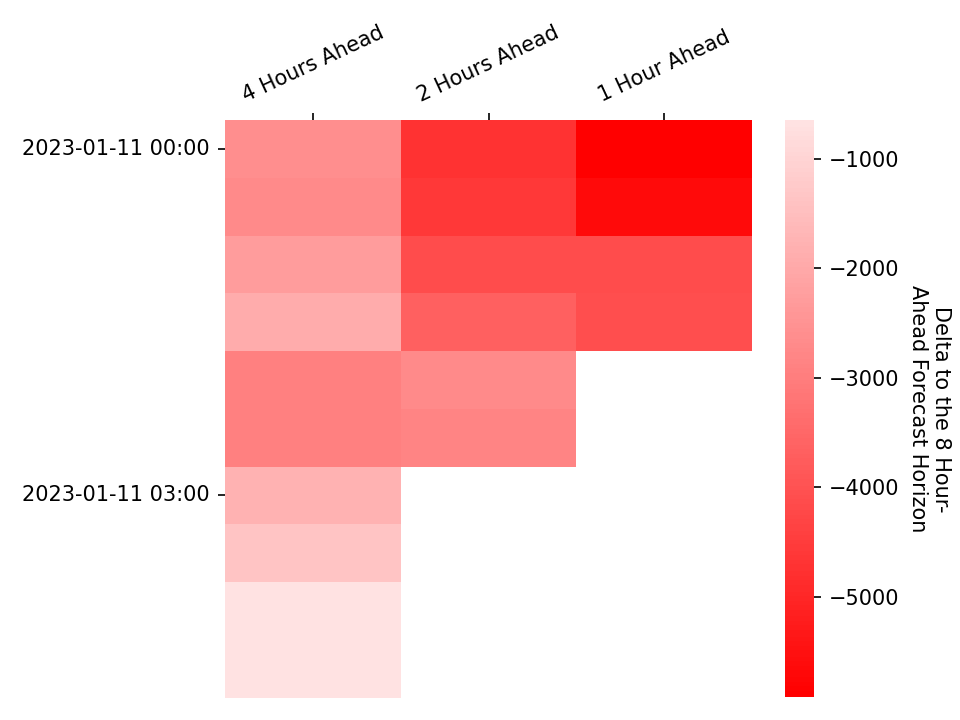 4 Hours Ahead
2 Hours Ahead
1 Hour Ahead
2023-01-11 00:00
2023-01-11 03:00
−1000
−2000
−3000
−4000
−5000
Delta to the 8 Hour-
Ahead Forecast Horizon